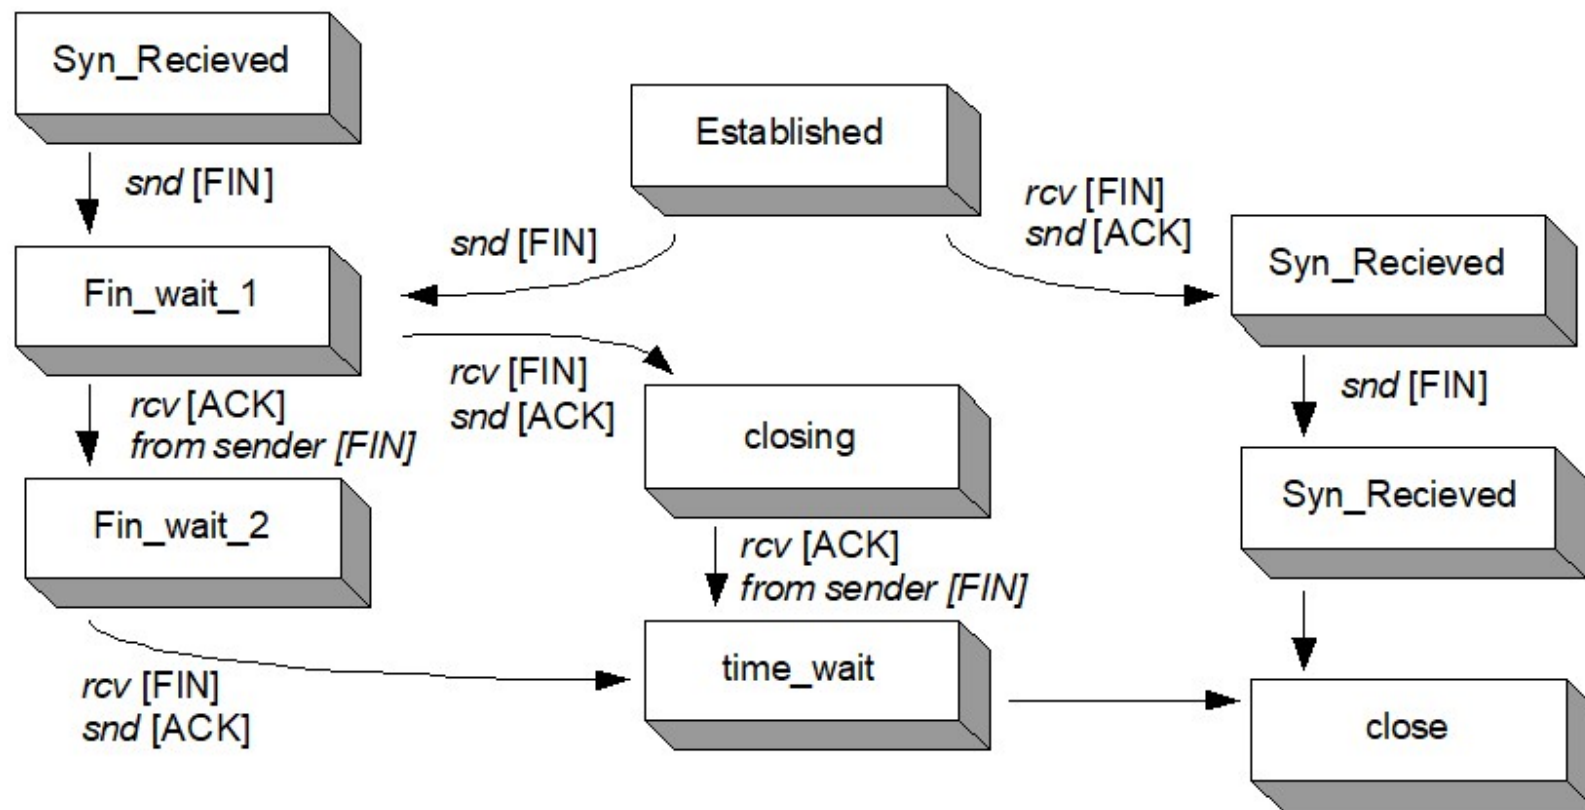 Syn_Recieved
Established
snd [FIN]
rcv [FIN]
snd [ACK]
snd [FIN]
Syn_Recieved
Fin_wait_1
rcv [FIN]
snd [ACK]
snd [FIN]
rcv [ACK]
from sender [FIN]
closing
Syn_Recieved
Fin_wait_2
rcv [ACK]
from sender [FIN]
time_wait
rcv [FIN]
snd [ACK]
close